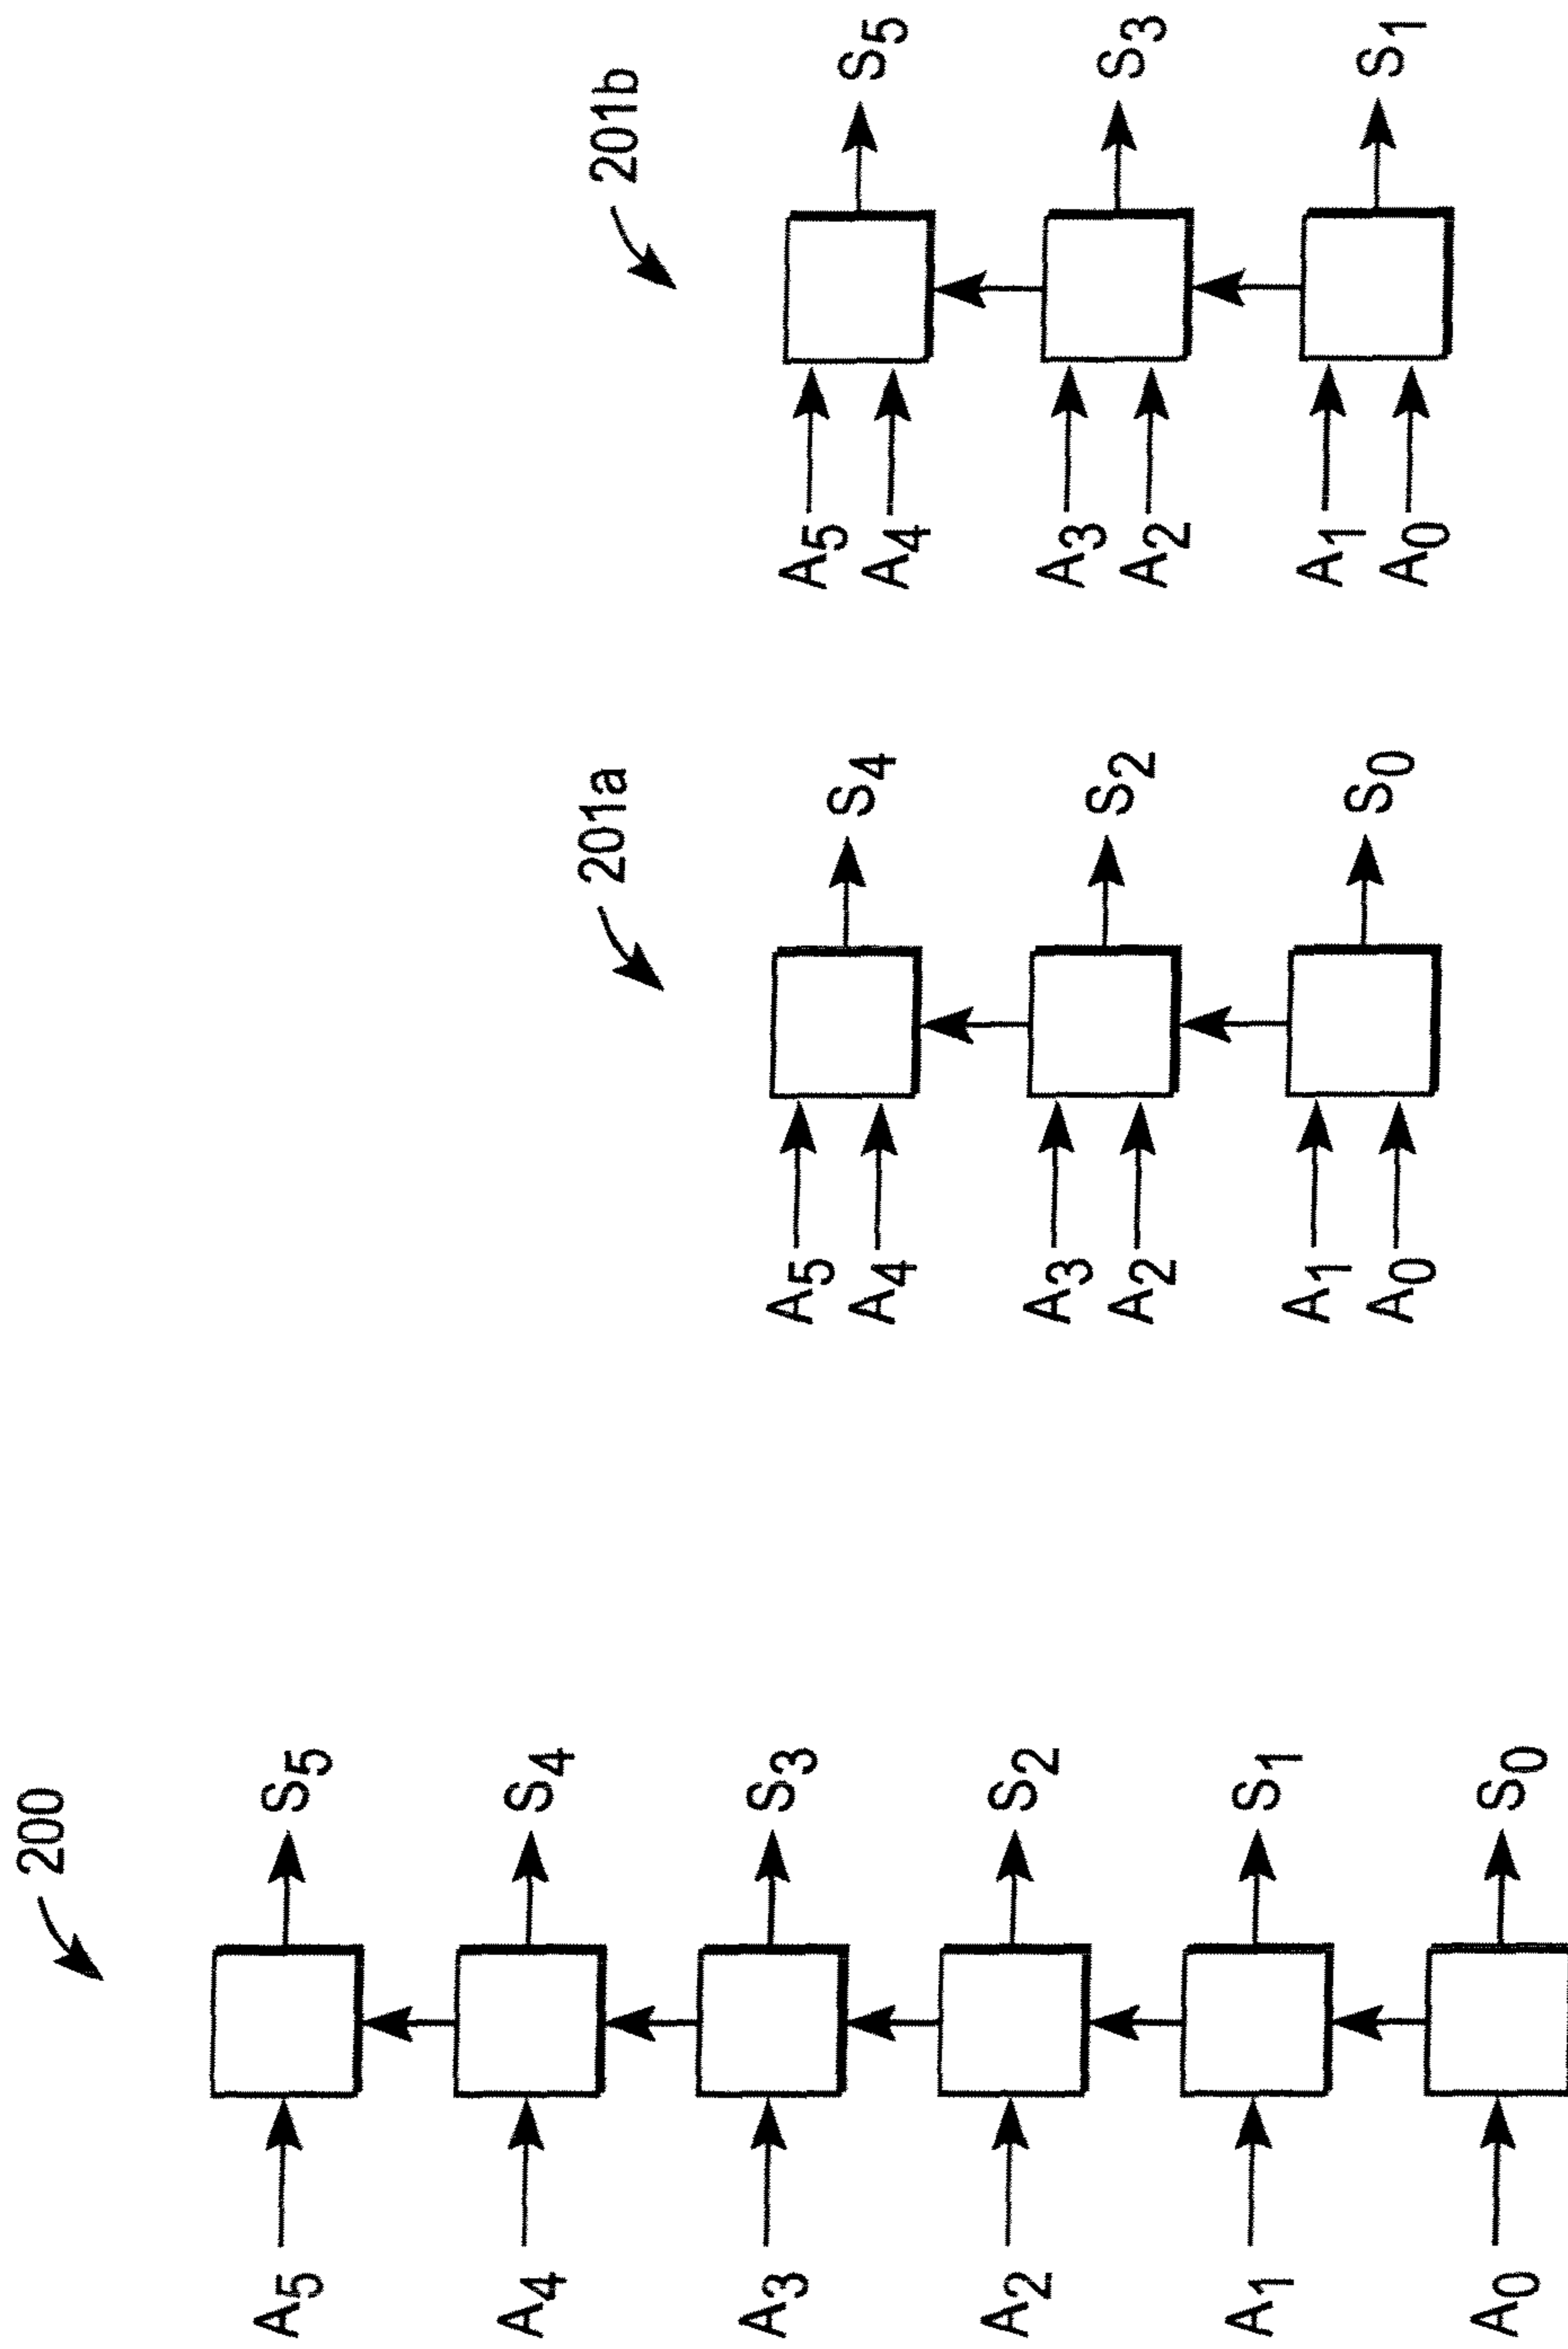 200
A5 S5
A4 S4
A3 S3
A2 S2
A1 S1
A0 S0
201a
A5
A4 S4
A3
A2 S2
A1
A0 S0
201b
A5
A4 S5
A3
A2 S3
A1
A0 S1